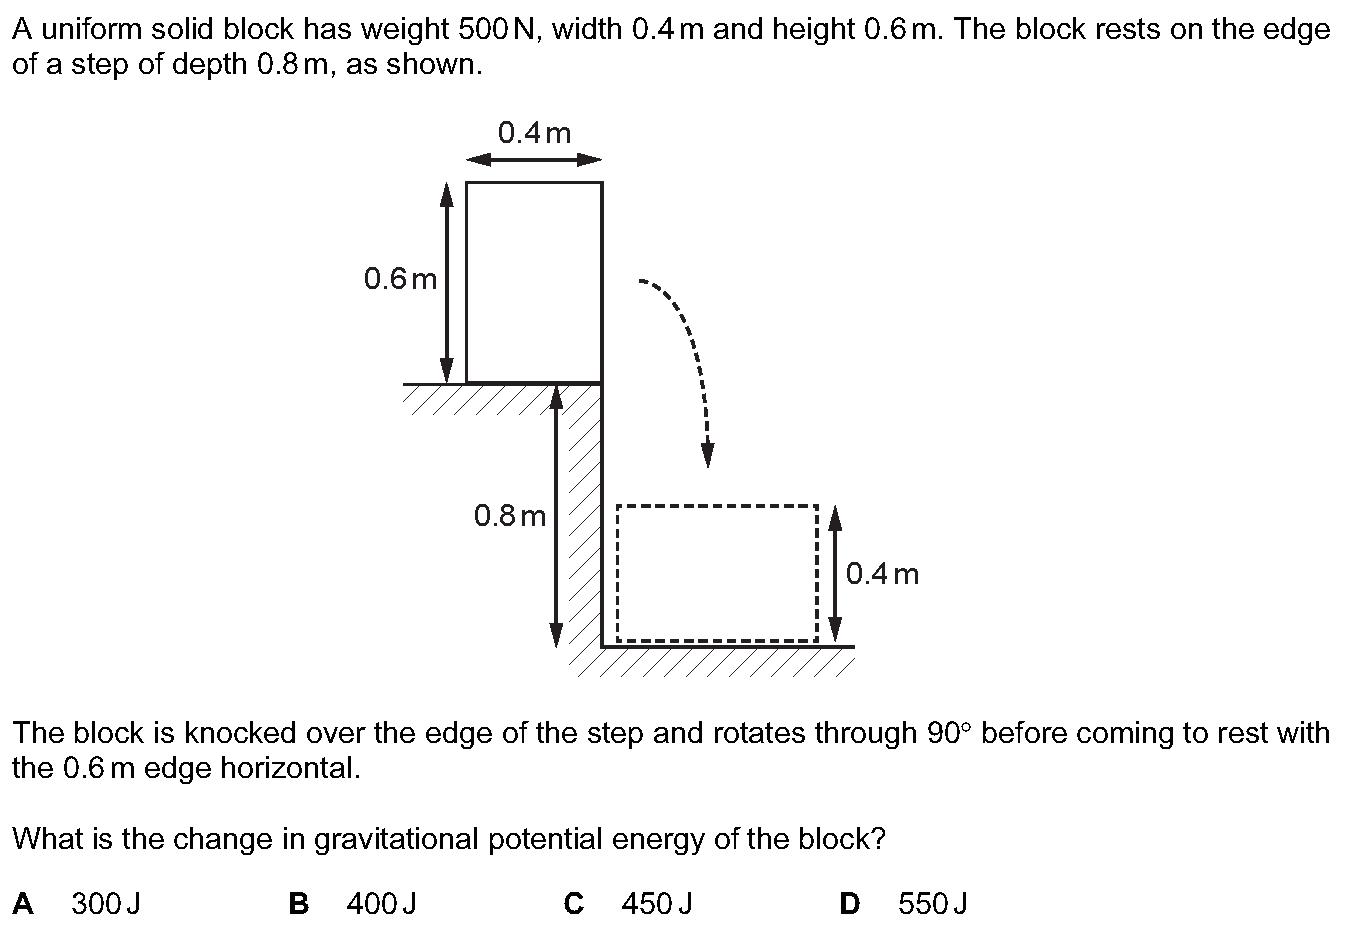 A uniform solid block has weight 500 N, width 0.4 m and height 0.6 m. The block rests on the edge
of a step of depth 0.8 m, as shown.
0.4 m
0.6 m
0.8 m
0.4 m
The block is knocked over the edge of the step and rotates through 90° before coming to rest with
the 0.6 m edge horizontal.
What is the change in gravitational potential energy of the block?
A 300 J B 400 J C 450 J D 550 J